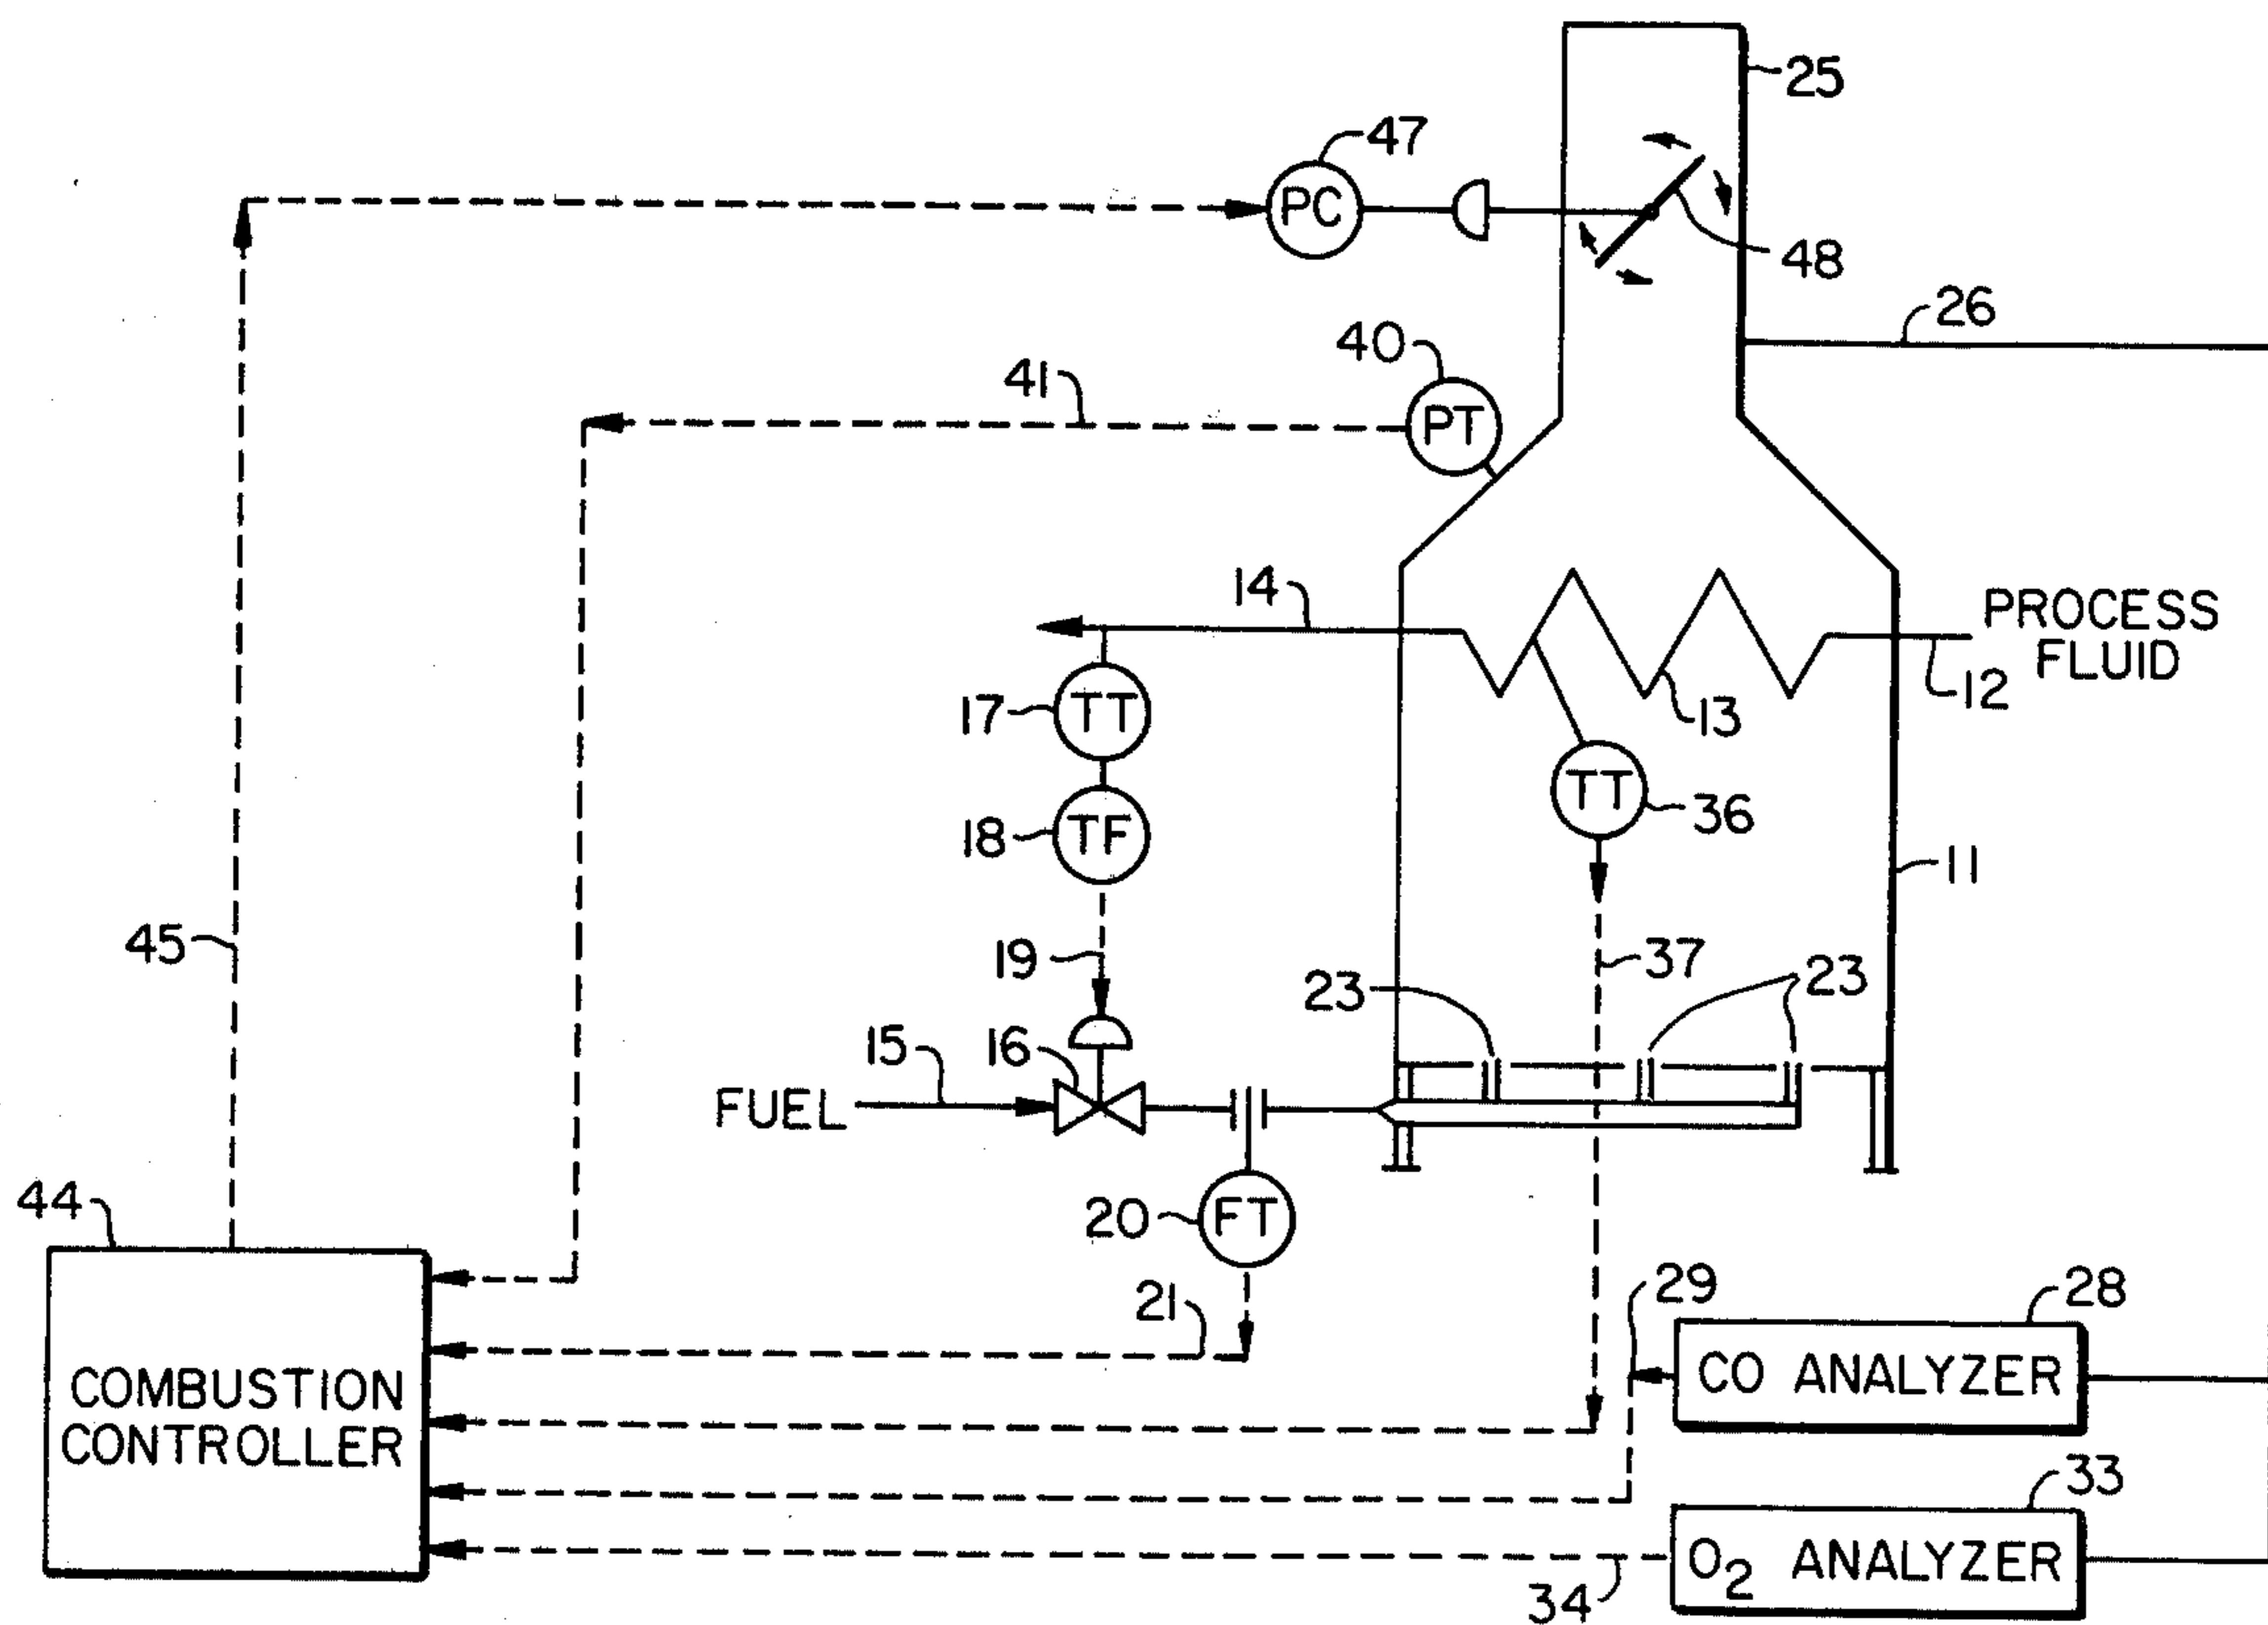 25
47
PC
48
26
40
41
PT
14
PROCESS
FLUID
12
17
TT
13
TT
36
18
TF
11
45
19
37
23
23
15
16
FUEL
44
20
FT
29
28
21
CO ANALYZER
COMBUSTION
CONTROLLER
33
O2 ANALYZER
34